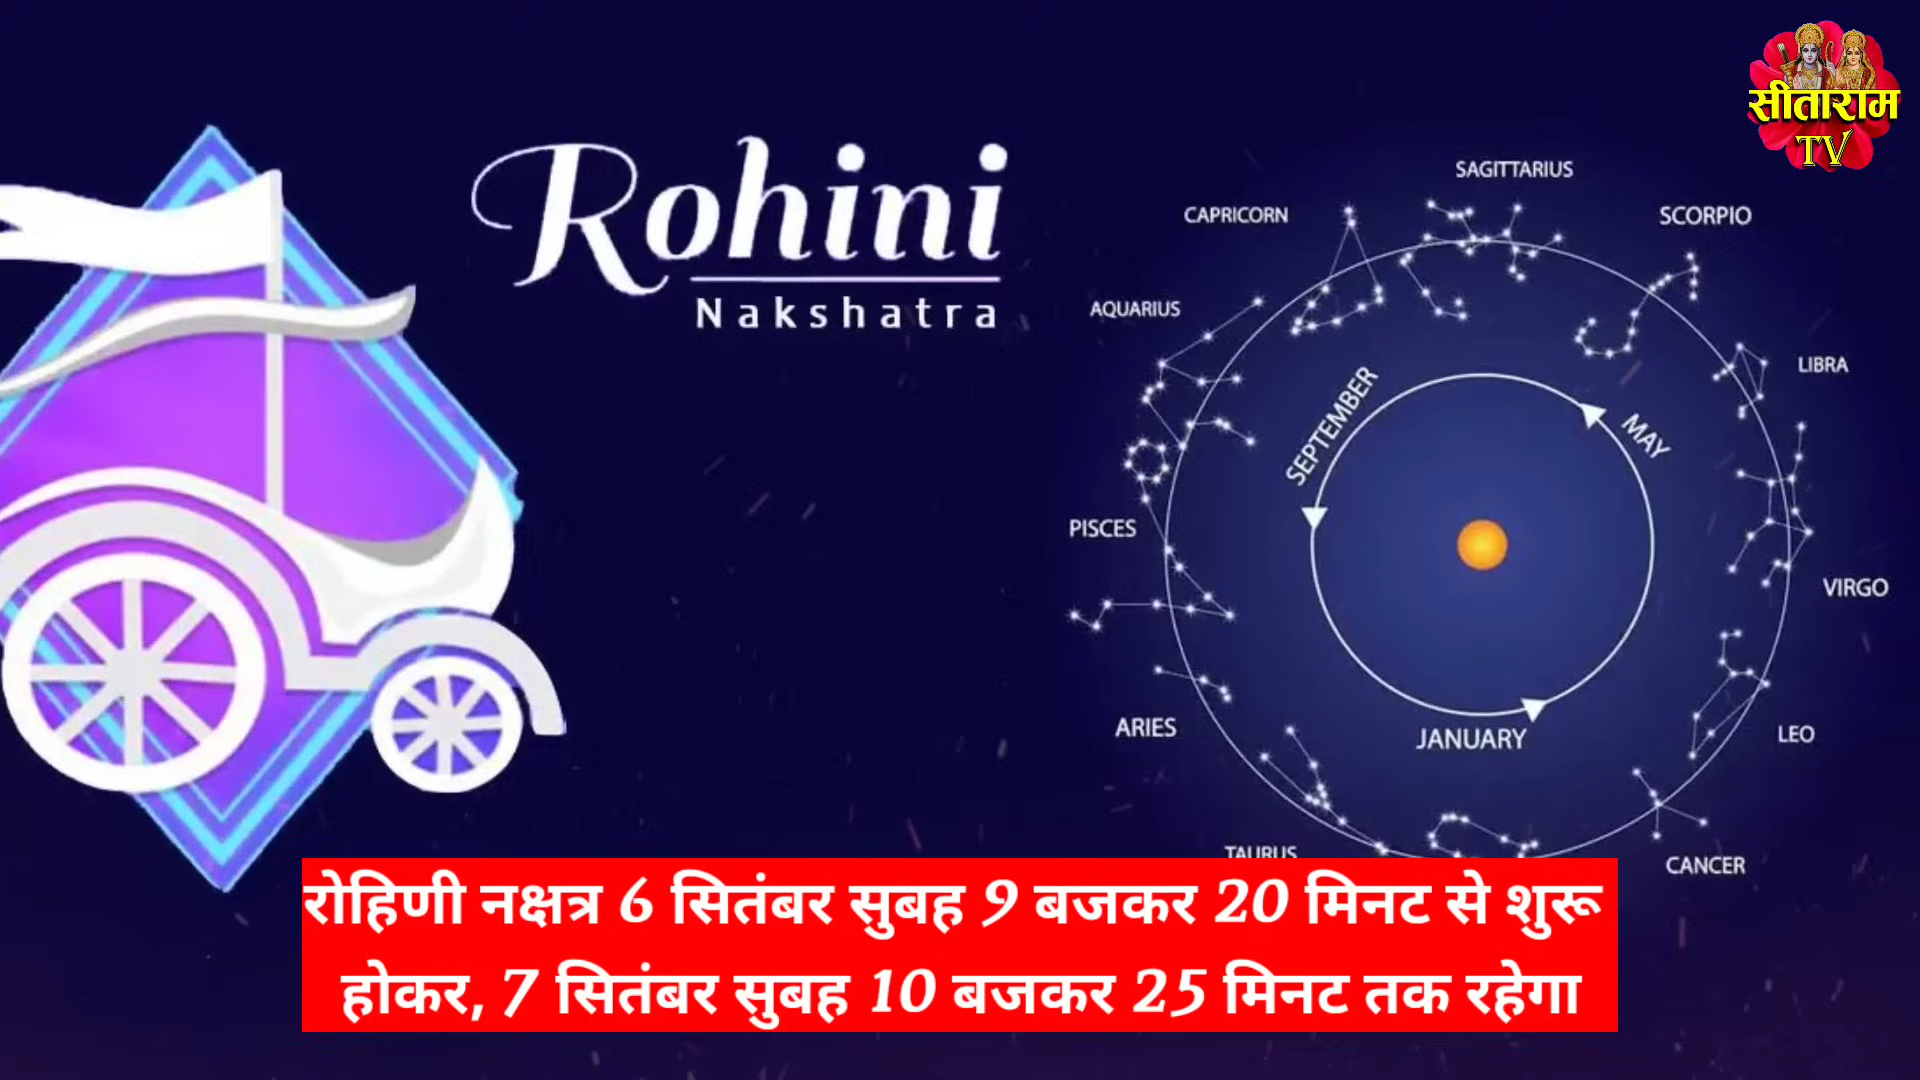 सीताराम
TV
Rohini
Nakshatra
SAGITTARIUS
CAPRICORN
SCORPIO
AQUARIUS
LIBRA
SEPTEMBER
MAY
PISCES
VIRGO
ARIES
JANUARY
LEO
TAURUS
CANCER
रोहिणी नक्षत्र 6 सितंबर सुबह 9 बजकर 20 मिनट से शुरू
होकर, 7 सितंबर सुबह 10 बजकर 25 मिनट तक रहेगा